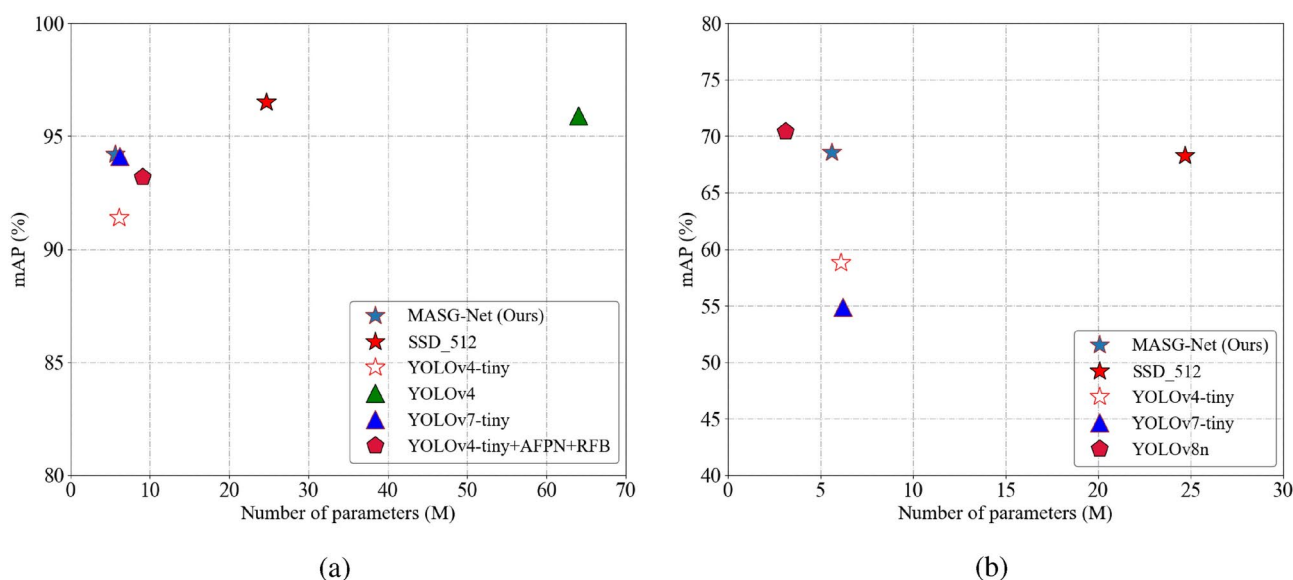 100
95
90
85
80
mAP (%)
MASG-Net (Ours)
SSD_512
YOLOv4-tiny
YOLOv4
YOLOv7-tiny
YOLOv4-tiny+AFPN+RFB
0 10 20 30 40 50 60 70
Number of parameters (M)
(a)
80
75
70
65
60
55
50
45
40
mAP (%)
MASG-Net (Ours)
SSD_512
YOLOv4-tiny
YOLOv7-tiny
YOLOv8n
0 5 10 15 20 25 30
Number of parameters (M)
(b)